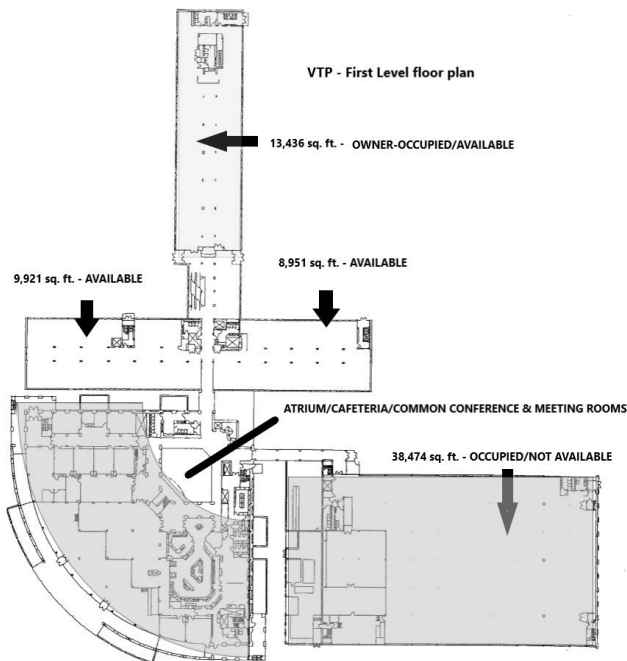 VTP - First Level floor plan
13,436 sq. ft. - OWNER-OCCUPIED/AVAILABLE
8,951 sq. ft. - AVAILABLE
9,921 sq. ft. - AVAILABLE
ATRIUM/CAFETERIA/COMMON CONFERENCE & MEETING ROOMS
38,474 sq. ft. - OCCUPIED/NOT AVAILABLE